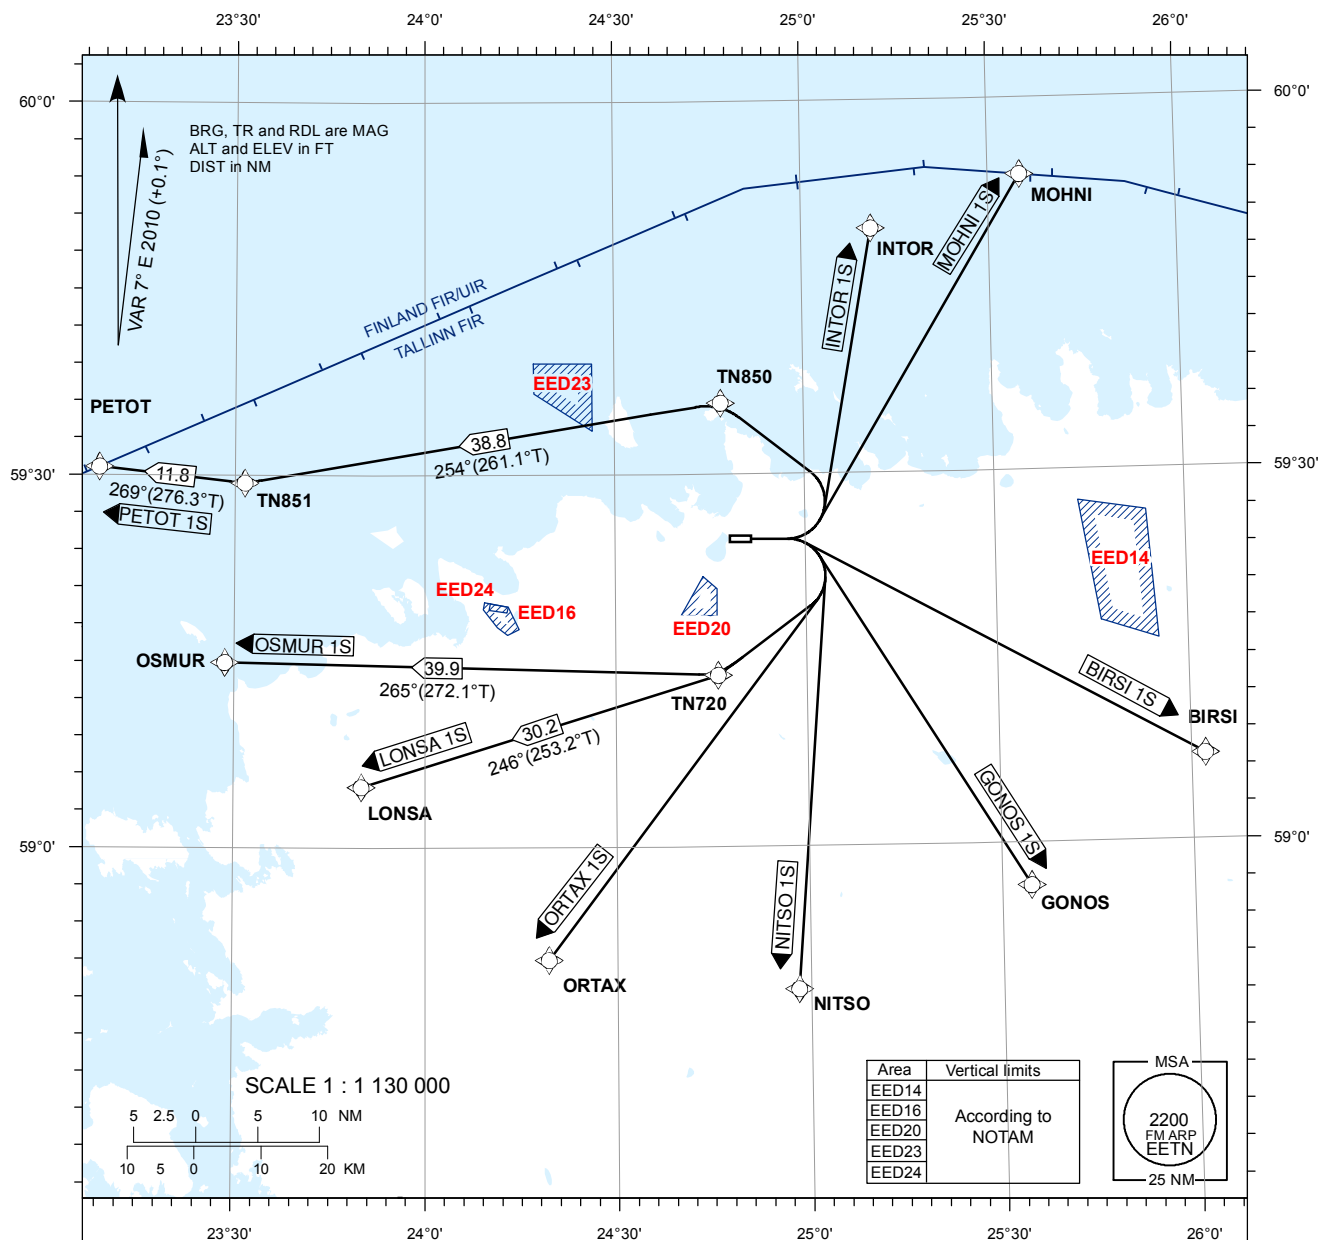 23°30'
24°0'
24°30'
25°0'
25°30'
26°0'
60°0'
60°0'
BRG, TR and RDL are MAG
ALT and ELEV in FT
DIST in NM
VAR 7° E 2010 (+0.1°)
MOHNI
MOHNI 1S
INTOR
INTOR 1S
FINLAND FIR/UIR
TALLINN FIR
EED23
TN850
PETOT
38.8
254°(261.1°T)
11.8
269°(276.3°T)
PETOT 1S
TN851
59°30'
59°30'
EED14
EED24
EED16
EED20
OSMUR 1S
OSMUR
39.9
265°(272.1°T)
TN720
BIRSI 1S
BIRSI
LONSA 1S
30.2
246°(253.2°T)
LONSA
GONOS 1S
GONOS
59°0'
59°0'
ORTAX 1S
ORTAX
NITSO 1S
NITSO
SCALE 1 : 1 130 000
5 2.5 0 5 10 NM
10 5 0 10 20 KM
Area Vertical limits
EED14
EED16
EED20
EED23
EED24
According to
NOTAM
MSA
2200
FM ARP
EETN
25 NM
23°30'
24°0'
24°30'
25°0'
25°30'
26°0'